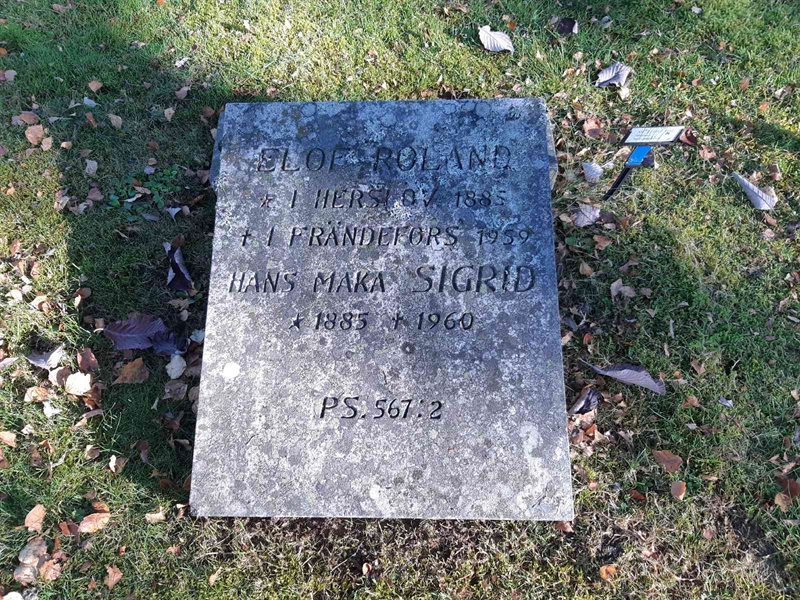 ELOF ROLAND
* I HERSLÖV 1885
† I FRÄNDEFORS 1959
HANS MAKA SIGRID
* 1885 † 1960
PS. 567:2